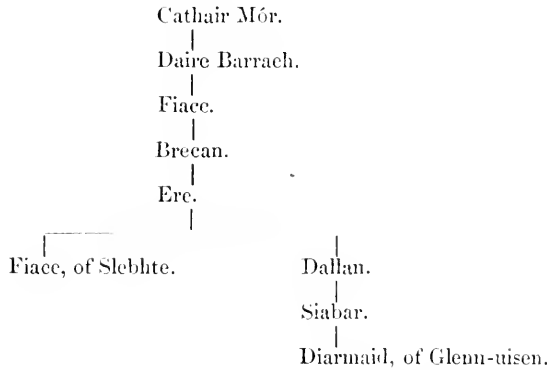 Cathair Mór.
Daire Barrach.
Fiacc.
Brecan.
Erc.
Fiacc, of Slebhte.
Dallan.
Siabar.
Diarmaid, of Glenn-uisen.